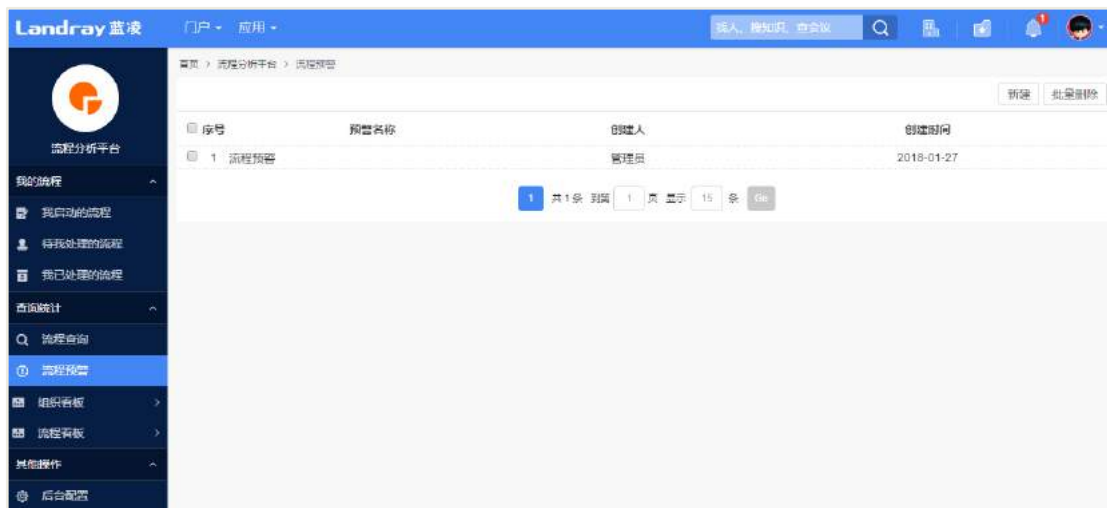 Landray 蓝凌
门户 应用
找人、搜知识、查会议
1
流程分析平台
我的流程
我启动的流程
待我处理的流程
我已处理的流程
查询统计
流程查询
流程预警
组织看板
流程看板
其他操作
后台配置
首页 > 流程分析平台 > 流程预警
新建 批量删除
序号 预警名称 创建人 创建时间
1 流程预警 管理员 2018-01-27
1 共 1 条 到第 1 页 显示 15 条 Go